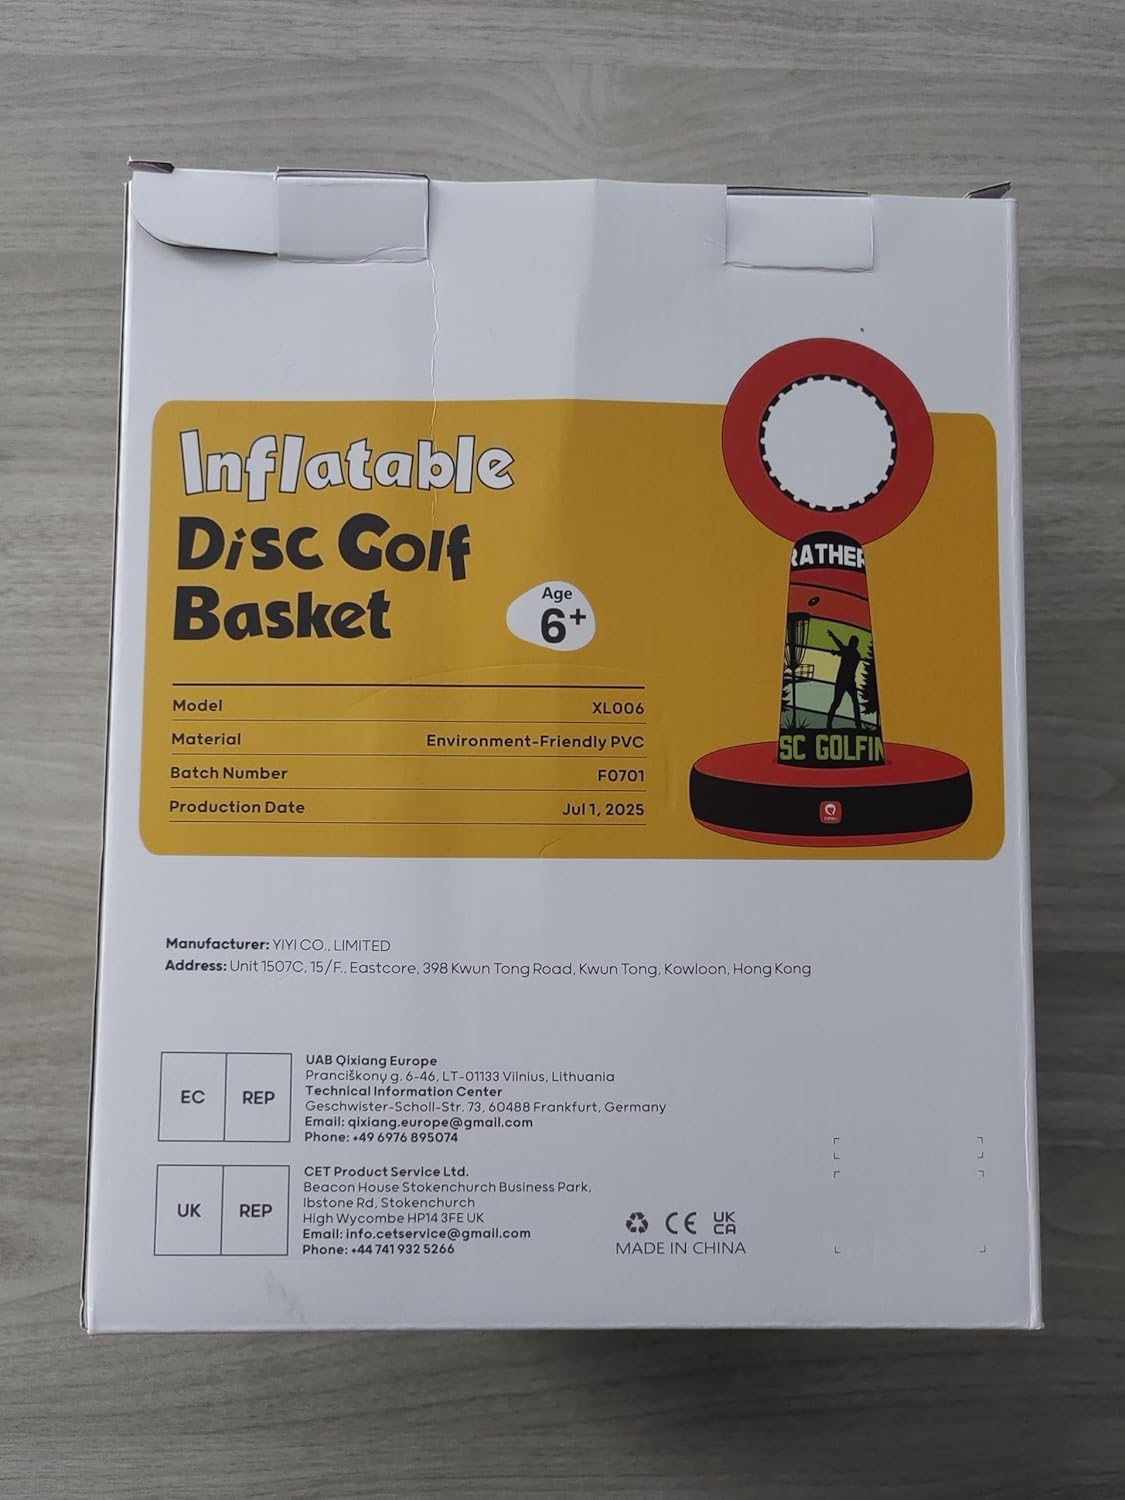 Inflatable
Disc Golf
Basket
Age
6+
RATHER
SC GOLFIN
Model XL006
Material Environment-Friendly PVC
Batch Number F0701
Production Date Jul 1, 2025
Manufacturer: YIYI CO., LIMITED
Address: Unit 1507C, 15/F., Eastcore, 398 Kwun Tong Road, Kwun Tong, Kowloon, Hong Kong
EC REP
UAB Qixiang Europe
Pranciškonų g. 6-46, LT-01133 Vilnius, Lithuania
Technical Information Center
Geschwister-Scholl-Str. 73, 60488 Frankfurt, Germany
Email: qixiang.europe@gmail.com
Phone: +49 6976 895074
UK REP
CET Product Service Ltd.
Beacon House Stokenchurch Business Park,
Ibstone Rd, Stokenchurch
High Wycombe HP14 3FE UK
Email: info.cetservice@gmail.com
Phone: +44 741 932 5266
CE UK
CA
MADE IN CHINA